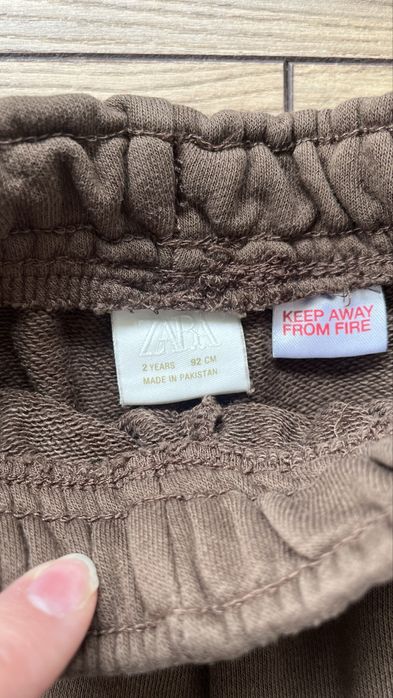 ZARA
2 YEARS 92 CM
MADE IN PAKISTAN
KEEP AWAY
FROM FIRE